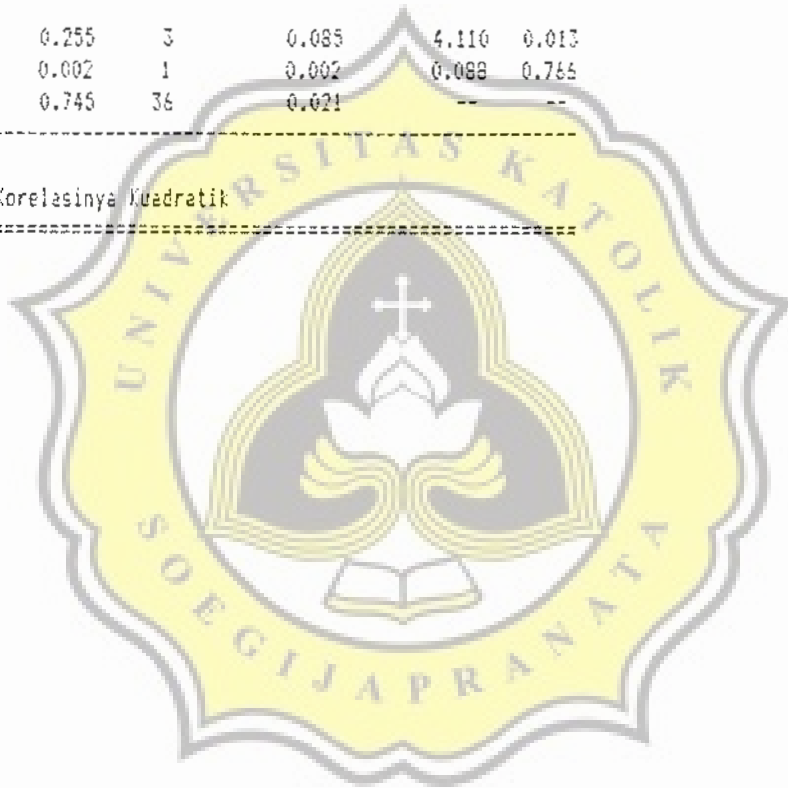 0.255 3 0.085 4.110 0.013
0.002 1 0.002 0.088 0.766
0.745 36 0.021 -- --
Korelasinya Kuadratik
UNIVERSITAS KATOLIK
SOEGIJAPRANATA